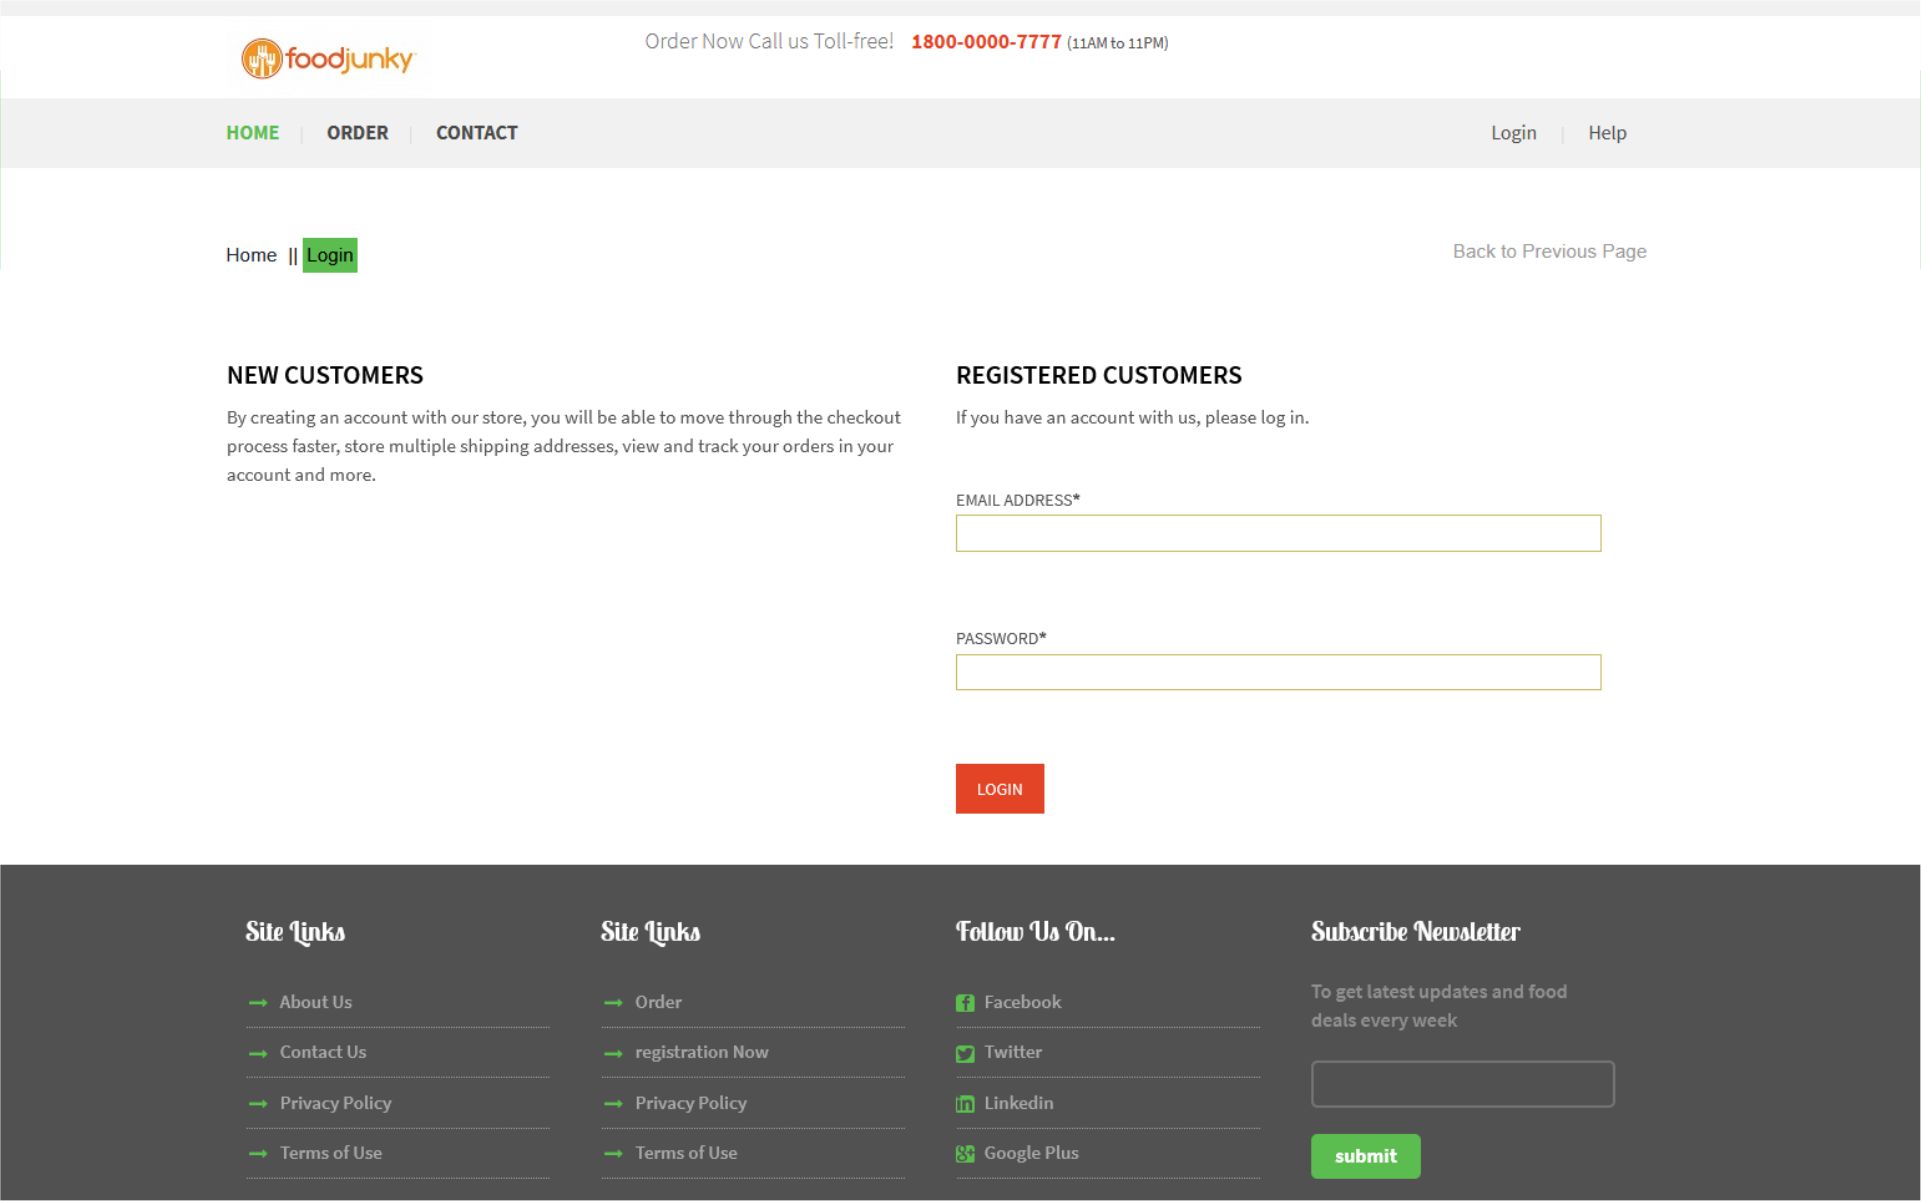 foodjunky
Order Now Call us Toll-free! 1800-0000-7777 (11AM to 11PM)
HOME ORDER CONTACT Login Help
Home || Login Back to Previous Page
NEW CUSTOMERS
By creating an account with our store, you will be able to move through the checkout
process faster, store multiple shipping addresses, view and track your orders in your
account and more.
REGISTERED CUSTOMERS
If you have an account with us, please log in.
EMAIL ADDRESS*
PASSWORD*
LOGIN
Site Links
About Us
Contact Us
Privacy Policy
Terms of Use
Site Links
Order
registration Now
Privacy Policy
Terms of Use
Follow Us On...
Facebook
Twitter
Linkedin
Google Plus
Subscribe Newsletter
To get latest updates and food
deals every week
submit